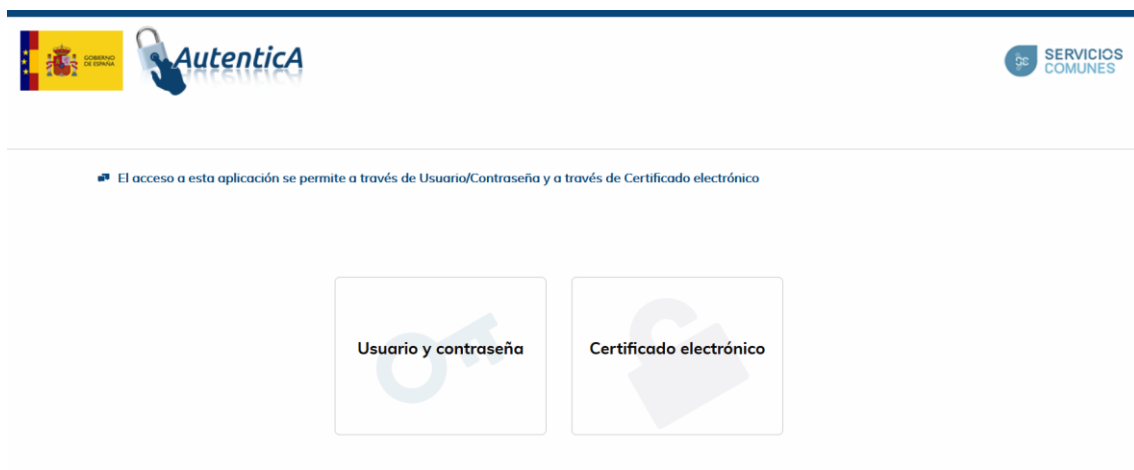 GOBIERNO
DE ESPAÑA
AutenticA
gc
SERVICIOS
COMUNES
El acceso a esta aplicación se permite a través de Usuario/Contraseña y a través de Certificado electrónico
Usuario y contraseña
Certificado electrónico